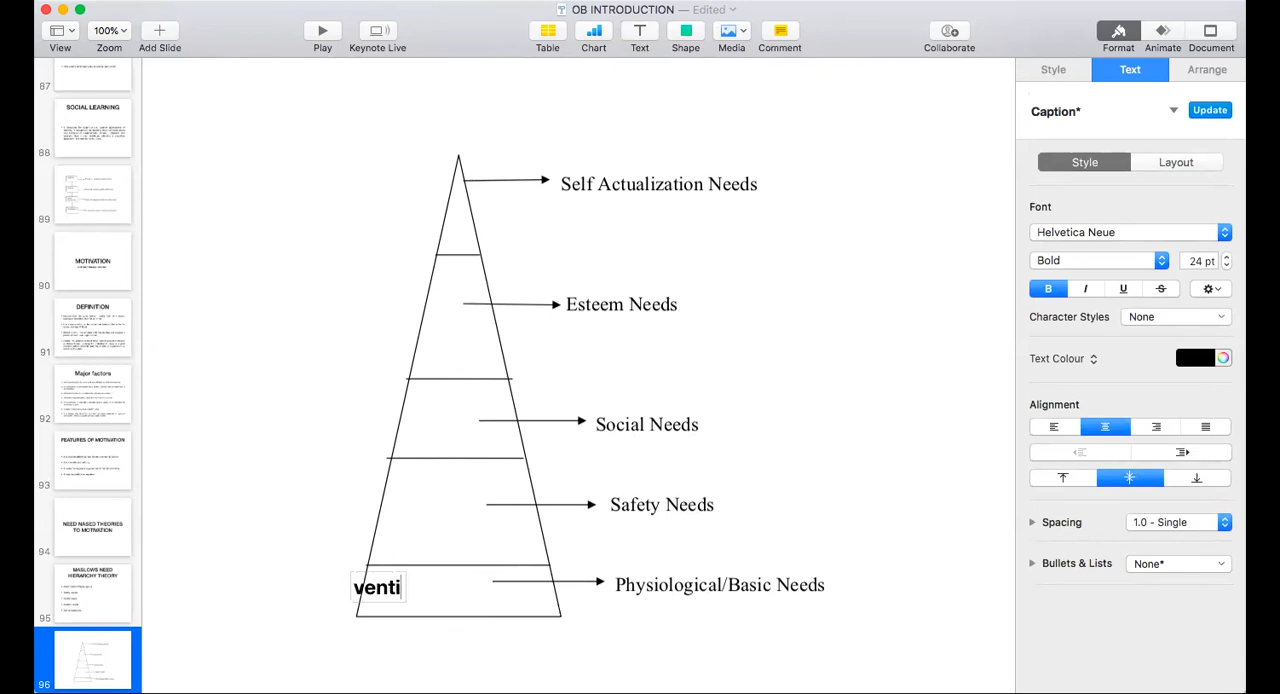 OB INTRODUCTION — Edited
View
100%
Zoom
Add Slide
Play
Keynote Live
Table
Chart
Text
Shape
Media
Comment
Collaborate
Format
Animate
Document
87
SOCIAL LEARNING
88
89
MOTIVATION
90
DEFINITION
91
Major factors
92
FEATURES OF MOTIVATION
93
NEED NASED THEORIES
TO MOTIVATION
94
MASLOWS NEED
HIERARCHY THEORY
95
96
Self Actualization Needs
Esteem Needs
Social Needs
Safety Needs
Physiological/Basic Needs
venti
Style
Text
Arrange
Caption*
Update
Style
Layout
Font
Helvetica Neue
Bold
24 pt
B I U S
Character Styles
None
Text Colour
Alignment
Spacing
1.0 - Single
Bullets & Lists
None*